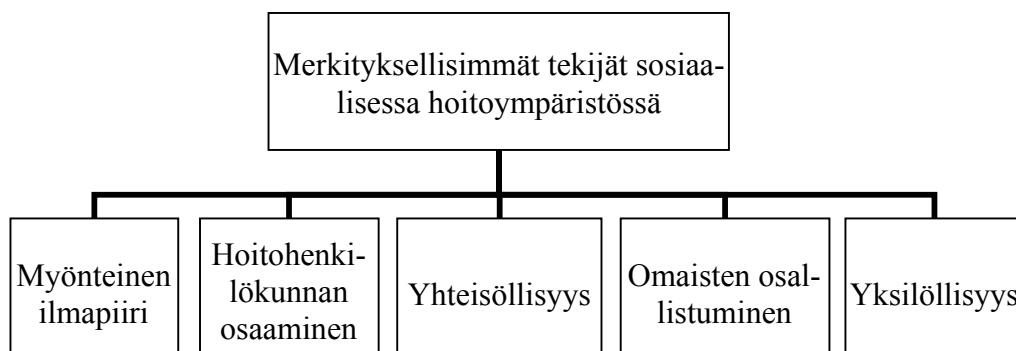 Merkityksellisimmät tekijät sosiaa-
lisessa hoitoympäristössä
Myönteinen
ilmapiiri
Hoitohenki-
lökunnan
osaaminen
Yhteisöllisyys
Omaisten osal-
listuminen
Yksilöllisyys